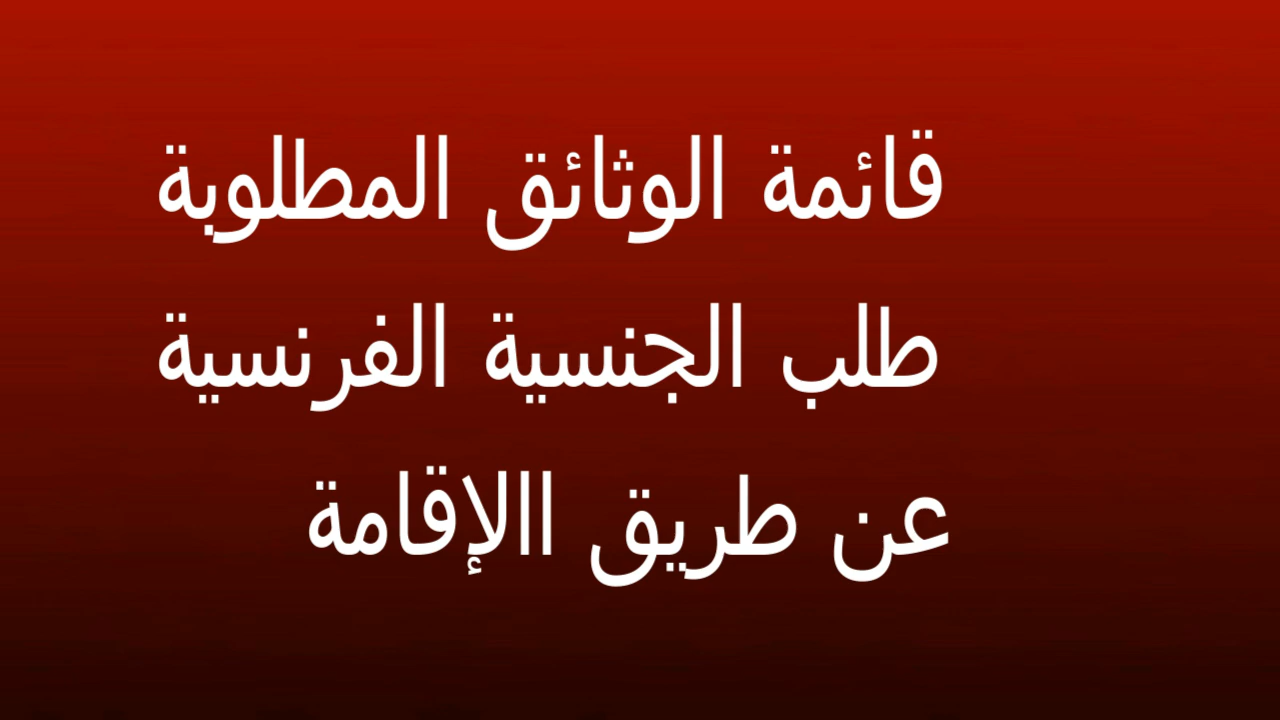 قائمة الوثائق المطلوبة
طلب الجنسية الفرنسية
عن طريق االإقامة